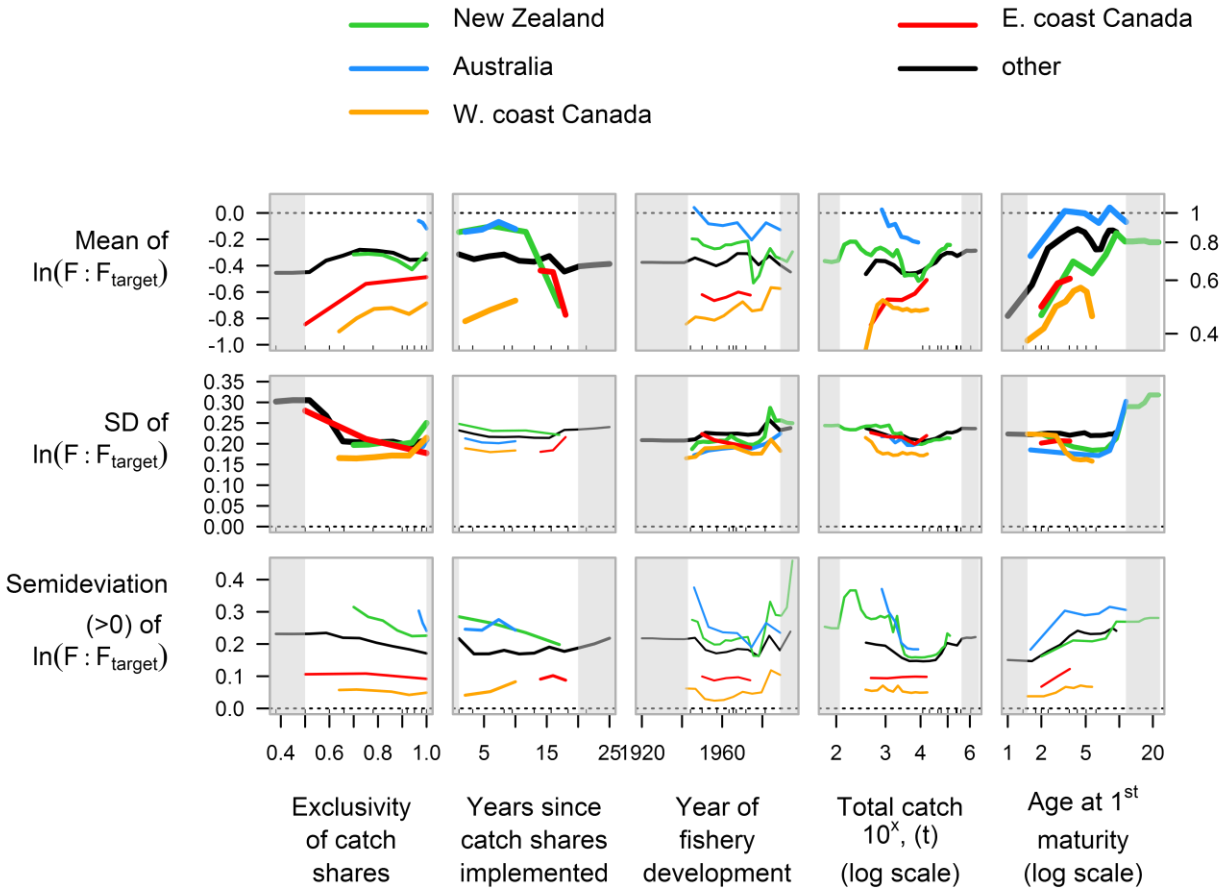 New Zealand
E. coast Canada
Australia
other
W. coast Canada
Mean of
ln(F : Ftarget)
0.0
-0.2
-0.4
-0.6
-0.8
-1.0
1
0.8
0.6
0.4
SD of
ln(F : Ftarget)
0.35
0.30
0.25
0.20
0.15
0.10
0.05
0.00
Semideviation
(>0) of
ln(F : Ftarget)
0.4
0.3
0.2
0.1
0.0
0.4 0.8 1.0
5 15 25
1920 1960
2 3 4 6
1 2 5 20
Exclusivity
of catch
shares
Years since
catch shares
implemented
Year of
fishery
development
Total catch
10^x, (t)
(log scale)
Age at 1st
maturity
(log scale)